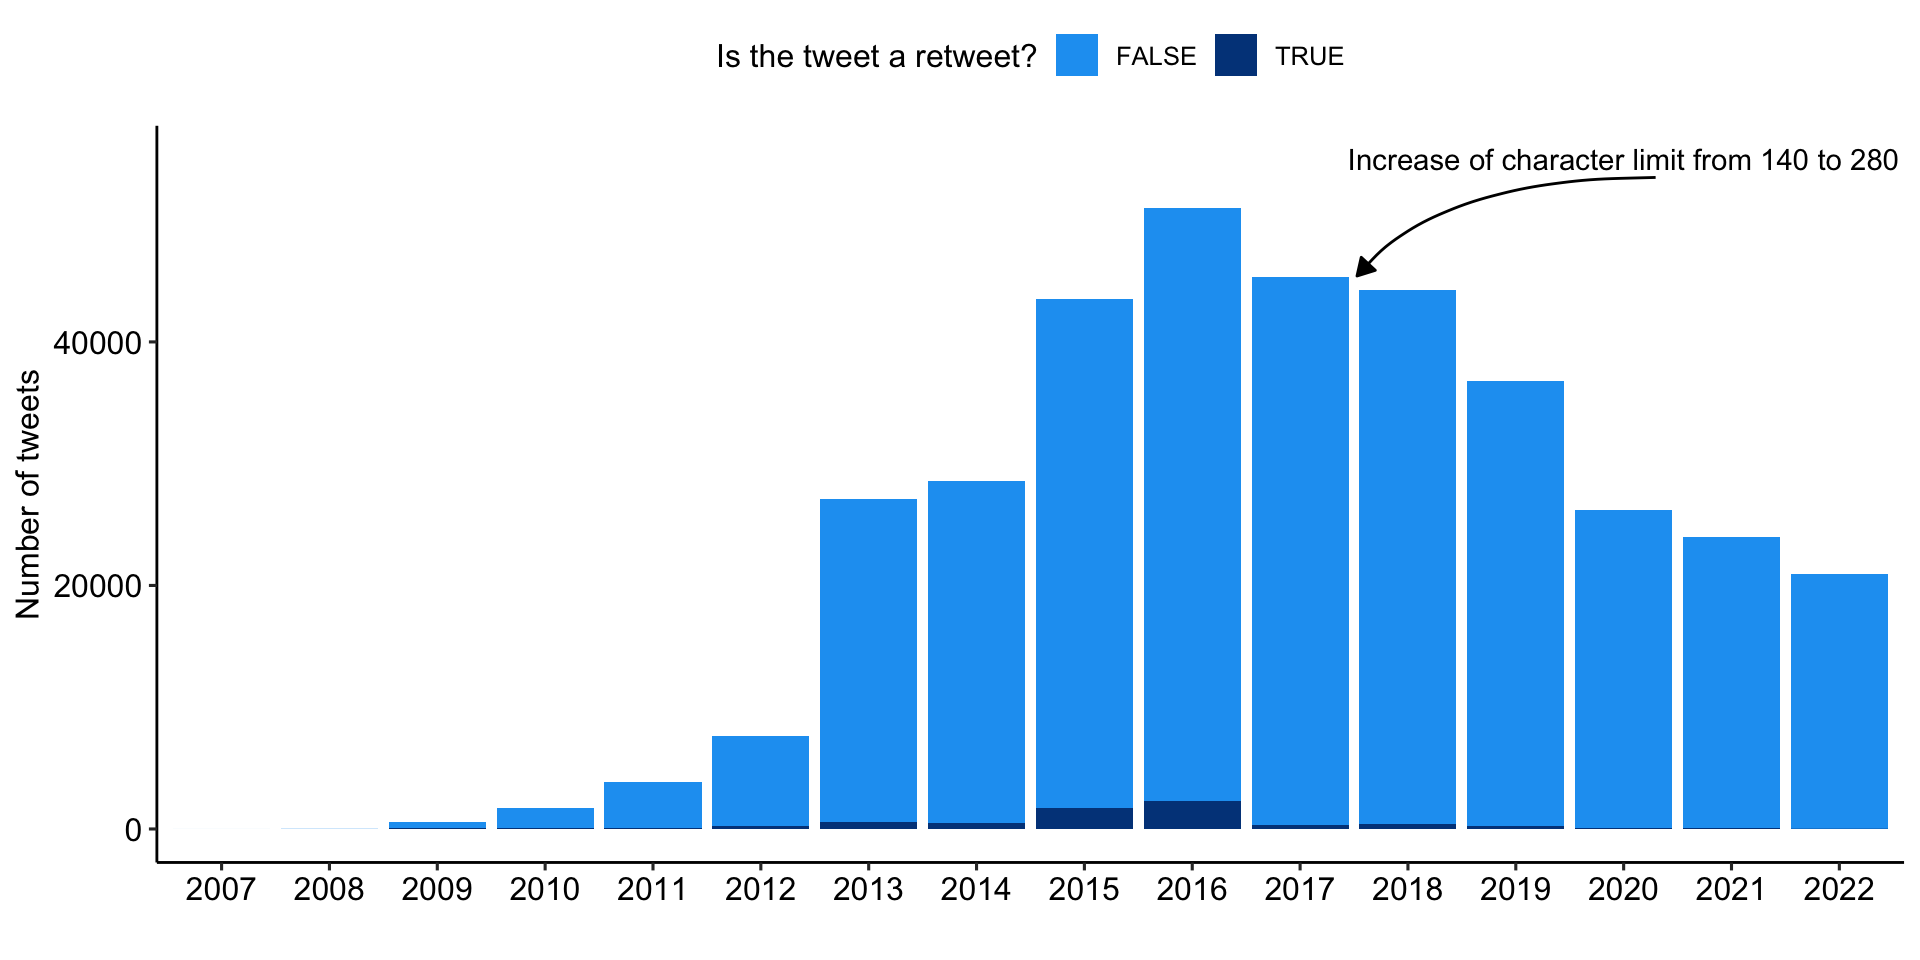 Is the tweet a retweet? FALSE TRUE
Increase of character limit from 140 to 280
Number of tweets
40000
20000
0
2007 2008 2009 2010 2011 2012 2013 2014 2015 2016 2017 2018 2019 2020 2021 2022